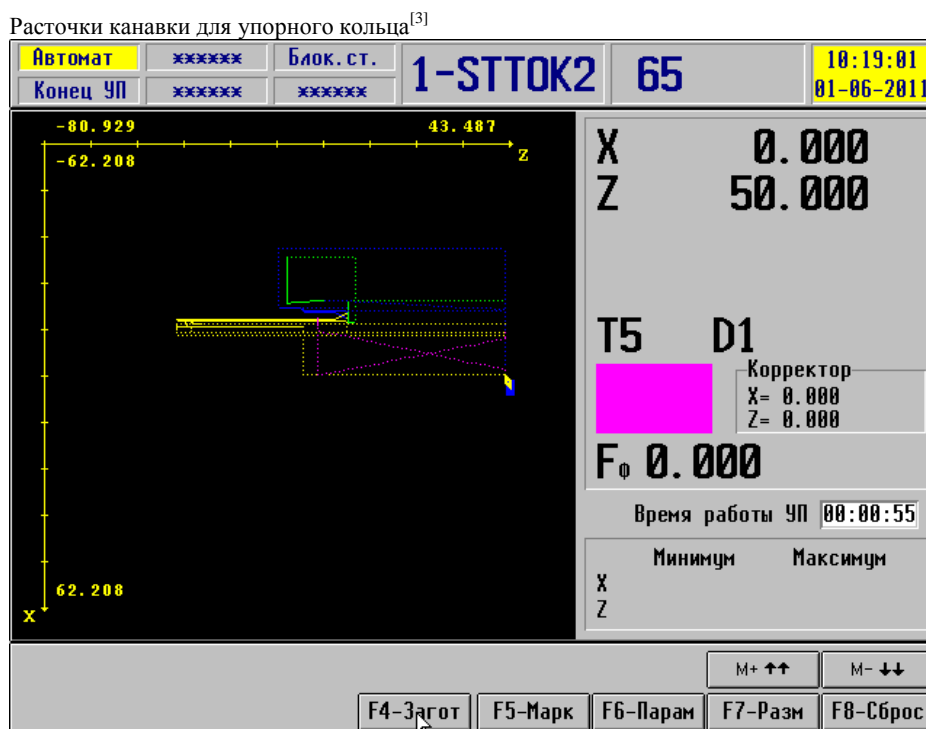 Расточки канавки для упорного кольца[3]
Автомат ****** Блок.ст. 1-STTOK2 65 10:19:01
Конец УП ****** ****** 01-06-2011
-80.929 43.487
Z
-62.208
X 0.000
Z 50.000
T5 D1
Корректор
X= 0.000
Z= 0.000
Fф 0.000
Время работы УП 00:00:55
Минимум Максимум
X
Z
62.208
X
M+ ↑↑ M- ↓↓
F4-Загот F5-Марк F6-Парам F7-Разм F8-Сброс